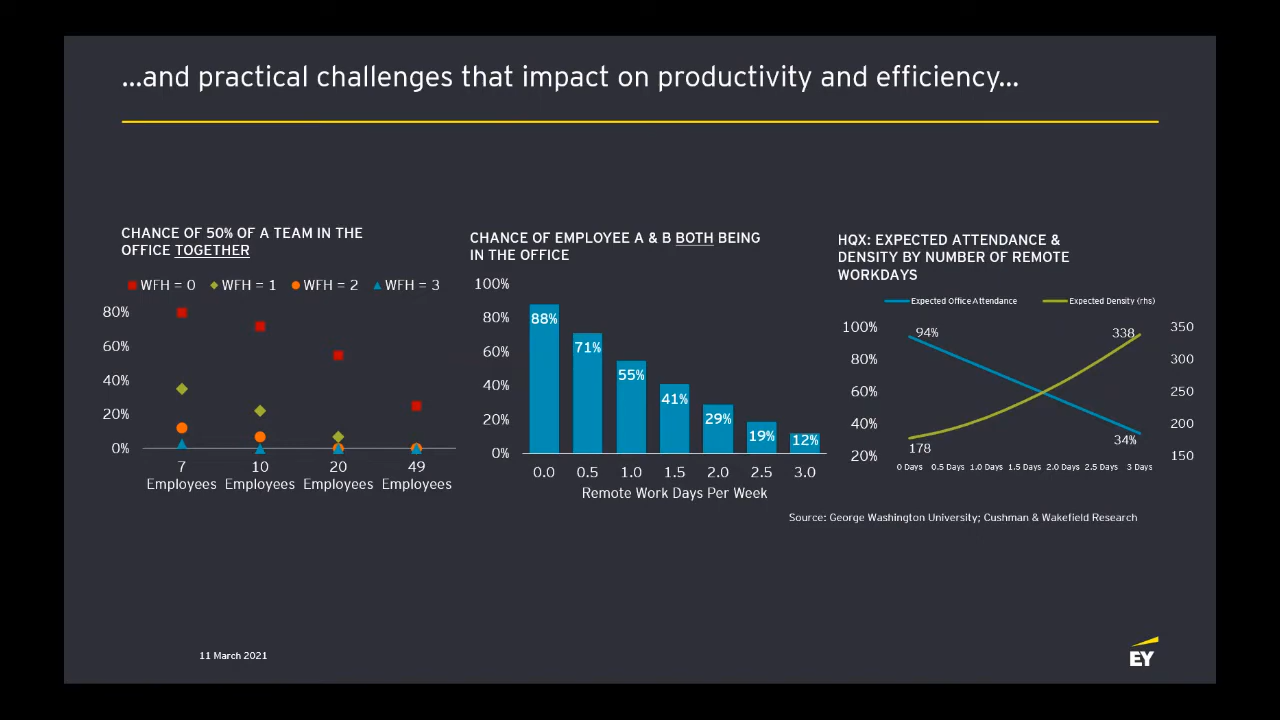 ...and practical challenges that impact on productivity and efficiency...
CHANCE OF 50% OF A TEAM IN THE
OFFICE TOGETHER
WFH = 0 WFH = 1 WFH = 2 WFH = 3
80%
60%
40%
20%
0%
7 10 20 49
Employees Employees Employees Employees
CHANCE OF EMPLOYEE A & B BOTH BEING
IN THE OFFICE
100%
80%
60%
40%
20%
0%
88%
71%
55%
41%
29%
19%
12%
0.0 0.5 1.0 1.5 2.0 2.5 3.0
Remote Work Days Per Week
HQX: EXPECTED ATTENDANCE &
DENSITY BY NUMBER OF REMOTE
WORKDAYS
Expected Office Attendance Expected Density (rhs)
100%
80%
60%
40%
20%
94%
338
178
34%
350
300
250
200
150
0 Days 0.5 Days 1.0 Days 1.5 Days 2.0 Days 2.5 Days 3 Days
Source: George Washington University; Cushman & Wakefield Research
11 March 2021
EY